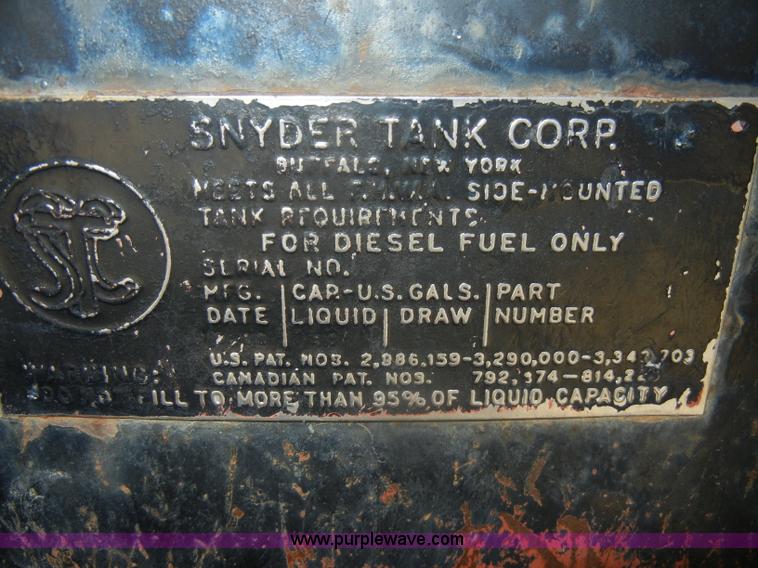 SNYDER TANK CORP.
BUFFALO, NEW YORK
MEETS ALL SIDE-MOUNTED
TANK REQUIREMENTS
FOR DIESEL FUEL ONLY
SERIAL NO.
MFG. CAP.-U.S. GALS. PART
DATE LIQUID DRAW NUMBER
U.S. PAT. NOS. 2,986,159-3,290,000-
CANADIAN PAT. NOS.
WARNING:
FILL TO MORE THAN 95% OF LIQUID CAPACITY
STC
www.purplewave.com